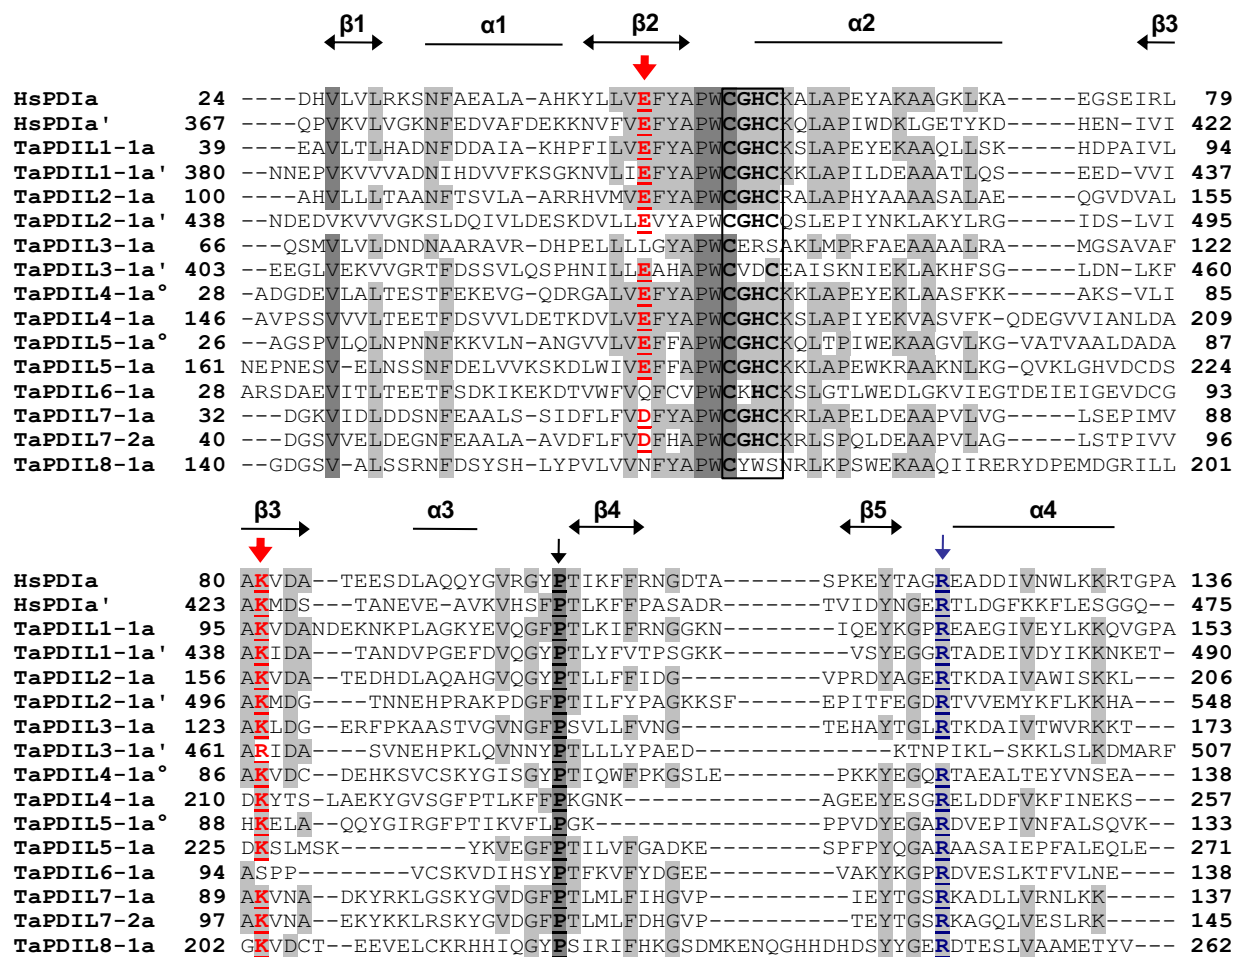 β1 α1 β2 α2 β3
HsPDIa 24 ----DHVLVLRKSNFAEALA-AHKYLLVEFYAPWCGHCKALAPEYAKAAGKLKA-----EGSEIRL 79
HsPDIa' 367 ----QPVKVLVGKNFEDVAFDEKKNVFVEFYAPWCGHCKQLAPIWDKLGETYKD-----HEN-IVI 422
TaPDIL1-1a 39 ----EAVLTLHADNFDDAIA-KHPFILVEFYAPWCGHCKSLAPEYEKAAQLLSK-----HDPAIVL 94
TaPDIL1-1a' 380 --NNEPVKVVVADNIHDVVFKSGKNVLIEFYAPWCGHCKKLAPILDEAAATLQS-----EED-VVI 437
TaPDIL2-1a 100 ----AHVLLLTAANFTSVLA-ARRHVMVEFYAPWCGHCRALAPHYAAAASALAE-----QGVDVAL 155
TaPDIL2-1a' 438 --NDEDVKVVVGKSLDQIVLDESKDVLLEVYAPWCGHCQSLEPIYNKLAKYLRG-----IDS-LVI 495
TaPDIL3-1a 66 ---QSMVLVLDNDNAARAVR-DHPELLLLGYAPWCERSAKLMPRFAEAAAALRA-----MGSAVAF 122
TaPDIL3-1a' 403 --EEGLVEKVVGRTFDSSVLQSPHNILLEAHAPWCVDCEAISKNIEKLAKHFSG-----LDN-LKF 460
TaPDIL4-1a° 28 -ADGDEVLALTESTFEKEVG-QDRGALVEFYAPWCGHCKKLAPEYEKLAASFKK-----AKS-VLI 85
TaPDIL4-1a 146 -AVPSSVVVLTEETFDSVVLDETKDVLVEFYAPWCGHCKSLAPIYEKVASVFK-QDEGVVIANLDA 209
TaPDIL5-1a° 26 --AGSPVLQLNPNNFKKVLN-ANGVVLVEFFAPWCGHCKQLTPIWEKAAGVLKG-VATVAALDADA 87
TaPDIL5-1a 161 NEPNESV-ELNSSNFDELVVKSKDLWIVEFFAPWCGHCKKLAPEWKRAAKNLKG-QVKLGHVDCDS 224
TaPDIL6-1a 28 ARSDAEVITLTEETFSDKIKEKDTVWFVQFCVPWCKHCKSLGTLWEDLGKVIEGTDEIEIGEVDCG 93
TaPDIL7-1a 32 ---DGKVIDLDDSNFEAALS-SIDFLFVDFYAPWCGHCKRLAPELDEAAPVLVG-----LSEPIMV 88
TaPDIL7-2a 40 ---DGSVVELDEGNFEAALA-AVDFLFVDFHAPWCGHCKRLSPQLDEAAPVLAG-----LSTPIVV 96
TaPDIL8-1a 140 --GDGSV-ALSSRNFDSYSH-LYPVLVVNFYAPWCYWSNRLKPSWEKAAQIIRERYDPEMDGRILL 201
β3 α3 β4 β5 α4
HsPDIa 80 AKVDA--TEESDLAQQYGVRGYPTIKFFRNGDTA-------SPKEYTAGREADDIVNWLKKRTGPA 136
HsPDIa' 423 AKMDS---TANEVE-AVKVHSFPTLKFFPASADR-------TVIDYNGERTLDGFKKFLESGGQ-- 475
TaPDIL1-1a 95 AKVDANDEKNKPLAGKYEVQGFPTLKIFRNGGKN-------IQEYKGPREAEGIVEYLKKQVGPA 153
TaPDIL1-1a' 438 AKIDA---TANDVPGEFDVQGYPTLYFVTPSGKK-------VSYEGGRTADEIVDYIKKNKET- 490
TaPDIL2-1a 156 AKVDA---TEDHDLAQAHGVQGYPTLLFFIDG---------VPRDYAGERTKDAIVAWISKKL--- 206
TaPDIL2-1a' 496 AKMDG----TNNEHPRAKPDGFPTILFYPAGKKSF------EPITFEGDRTVVEMYKFLKKHA--- 548
TaPDIL3-1a 123 AKLDG---ERFPKAASTVGVNGFPSVLLFVNG---------TEHAYTGLRTKDAIVTWVRKKT--- 173
TaPDIL3-1a' 461 ARIDA----SVNEHPKLQVNNYPTLLLYPAED----------KTNPIKL-SKKLSLKDMARF 507
TaPDIL4-1a° 86 AKVDC--DEHKSVCSKYGISGYPTIQWFPKGSLE-------PKKYEGQRTAEALTEYVNSEA--- 138
TaPDIL4-1a 210 DKYTS-LAEKYGVSGFPTLKFFPKGNK--------------AGEEYESGRELDDFVKFINEKS--- 257
TaPDIL5-1a° 88 HKELA--QQYGIRGFPTIKVFLPGK----------------PPVDYEGARDVEPIVNFALSQVK-- 133
TaPDIL5-1a 225 DKSLMSK------YKVEGFPTILVFGADKE-------SPFPYQGARAASAIEPFALEQLE- 271
TaPDIL6-1a 94 ASPP-------VCSKVDIHSYPTFKVFYDGEE---------VAKYKGPRDVESLKTFVLNE---- 138
TaPDIL7-1a 89 AKVNA--DKYRKLGSKYGVDGFPTLMLFIHGVP--------IEYTGSRKADLLVRNLKK------ 137
TaPDIL7-2a 97 AKVNA--EKYKKLRSKYGVDGFPTLMLFDHGVP--------TEYTGSRKAGQLVESLRK------ 145
TaPDIL8-1a 202 GKVDCT--EEVELCKRHHIQGYPSIRIFHKGSDMKENQGHHDHDSYYGERDTESLVAAMETYV--- 262